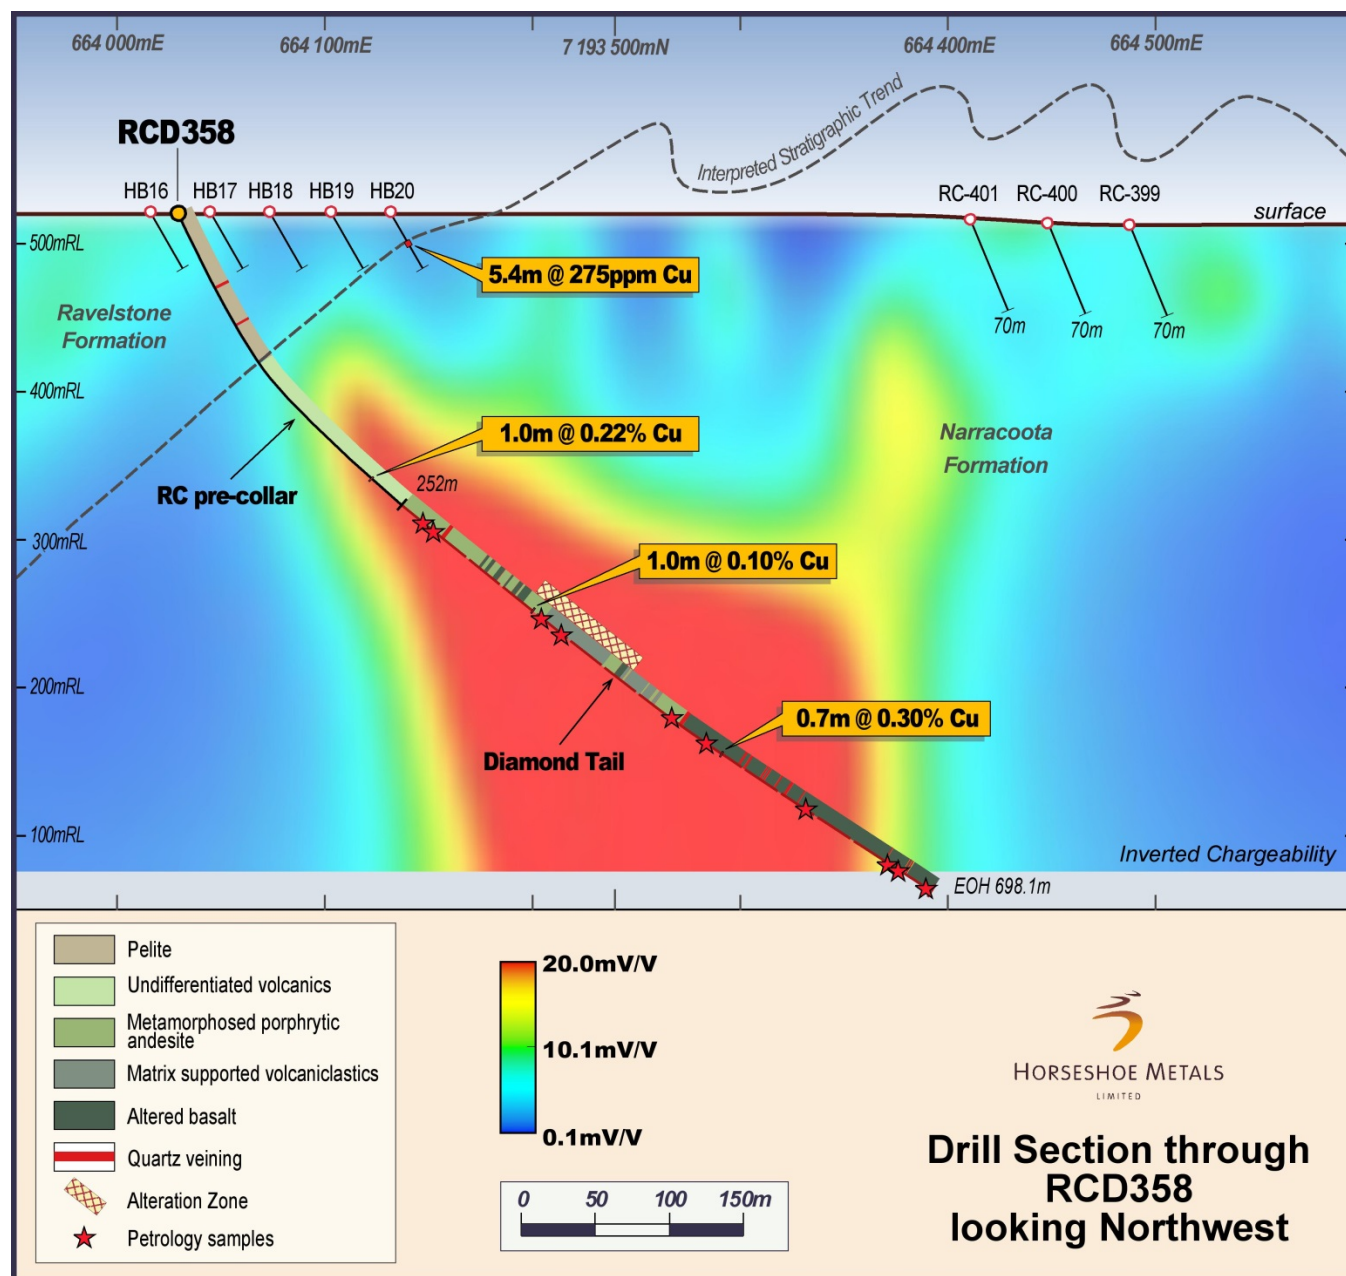 664 000mE
664 100mE
7 193 500mN
664 400mE
664 500mE
RCD358
Interpreted Stratigraphic Trend
HB16
HB17
HB18
HB19
HB20
RC-401
RC-400
RC-399
surface
500mRL
5.4m @ 275ppm Cu
Ravelstone
Formation
70m
70m
70m
400mRL
1.0m @ 0.22% Cu
Narracoota
Formation
RC pre-collar
252m
300mRL
1.0m @ 0.10% Cu
200mRL
0.7m @ 0.30% Cu
Diamond Tail
100mRL
Inverted Chargeability
EOH 698.1m
Pelite
Undifferentiated volcanics
Metamorphosed porphrytic
andesite
Matrix supported volcaniclastics
Altered basalt
Quartz veining
Alteration Zone
Petrology samples
20.0mV/V
10.1mV/V
0.1mV/V
0 50 100 150m
HORSESHOE METALS
LIMITED
Drill Section through
RCD358
looking Northwest